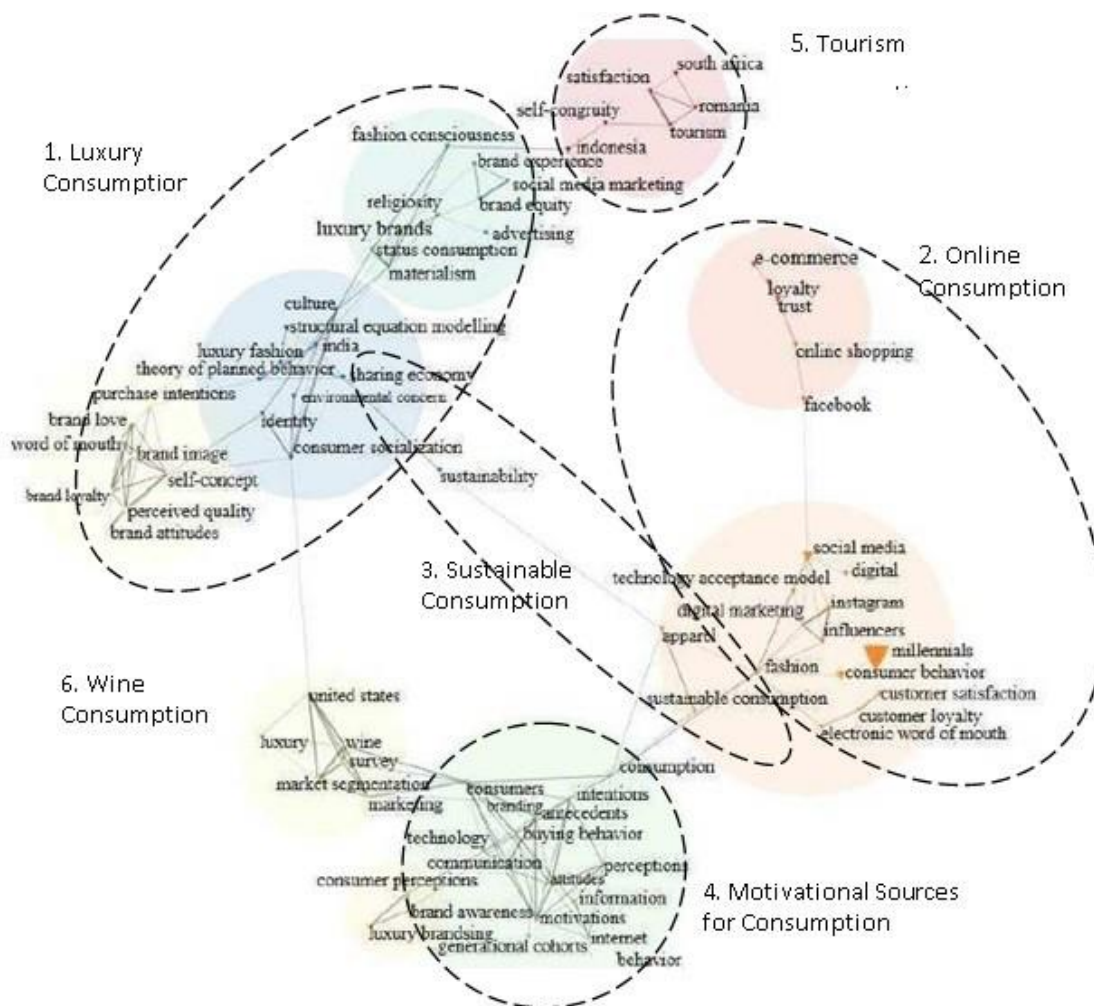 5. Tourism
south africa
satisfaction
romania
self-congruity
tourism
indonesia
1. Luxury
Consumption
fashion consciousness
brand experience
social media marketing
religiosity
brand equity
luxury brands
advertising
status consumption
materialism
culture
structural equation modelling
india
luxury fashion
theory of planned behavior
sharing economy
purchase intentions
environmental concern
brand love
identity
word of mouth
brand image
consumer socialization
self-concept
brand loyalty
perceived quality
brand attitudes
2. Online
Consumption
e-commerce
loyalty
trust
online shopping
facebook
sustainability
3. Sustainable
Consumption
social media
digital
technology acceptance model
digital marketing
instagram
influencers
apparel
millennials
fashion
consumer behavior
sustainable consumption
customer satisfaction
customer loyalty
electronic word of mouth
6. Wine
Consumption
united states
luxury
wine
survey
market segmentation
marketing
consumption
consumers
intentions
branding
antecedents
technology
buying behavior
communication
perceptions
consumer perceptions
attitudes
information
brand awareness
motivations
luxury brandsing
generational cohorts
internet
behavior
4. Motivational Sources
for Consumption